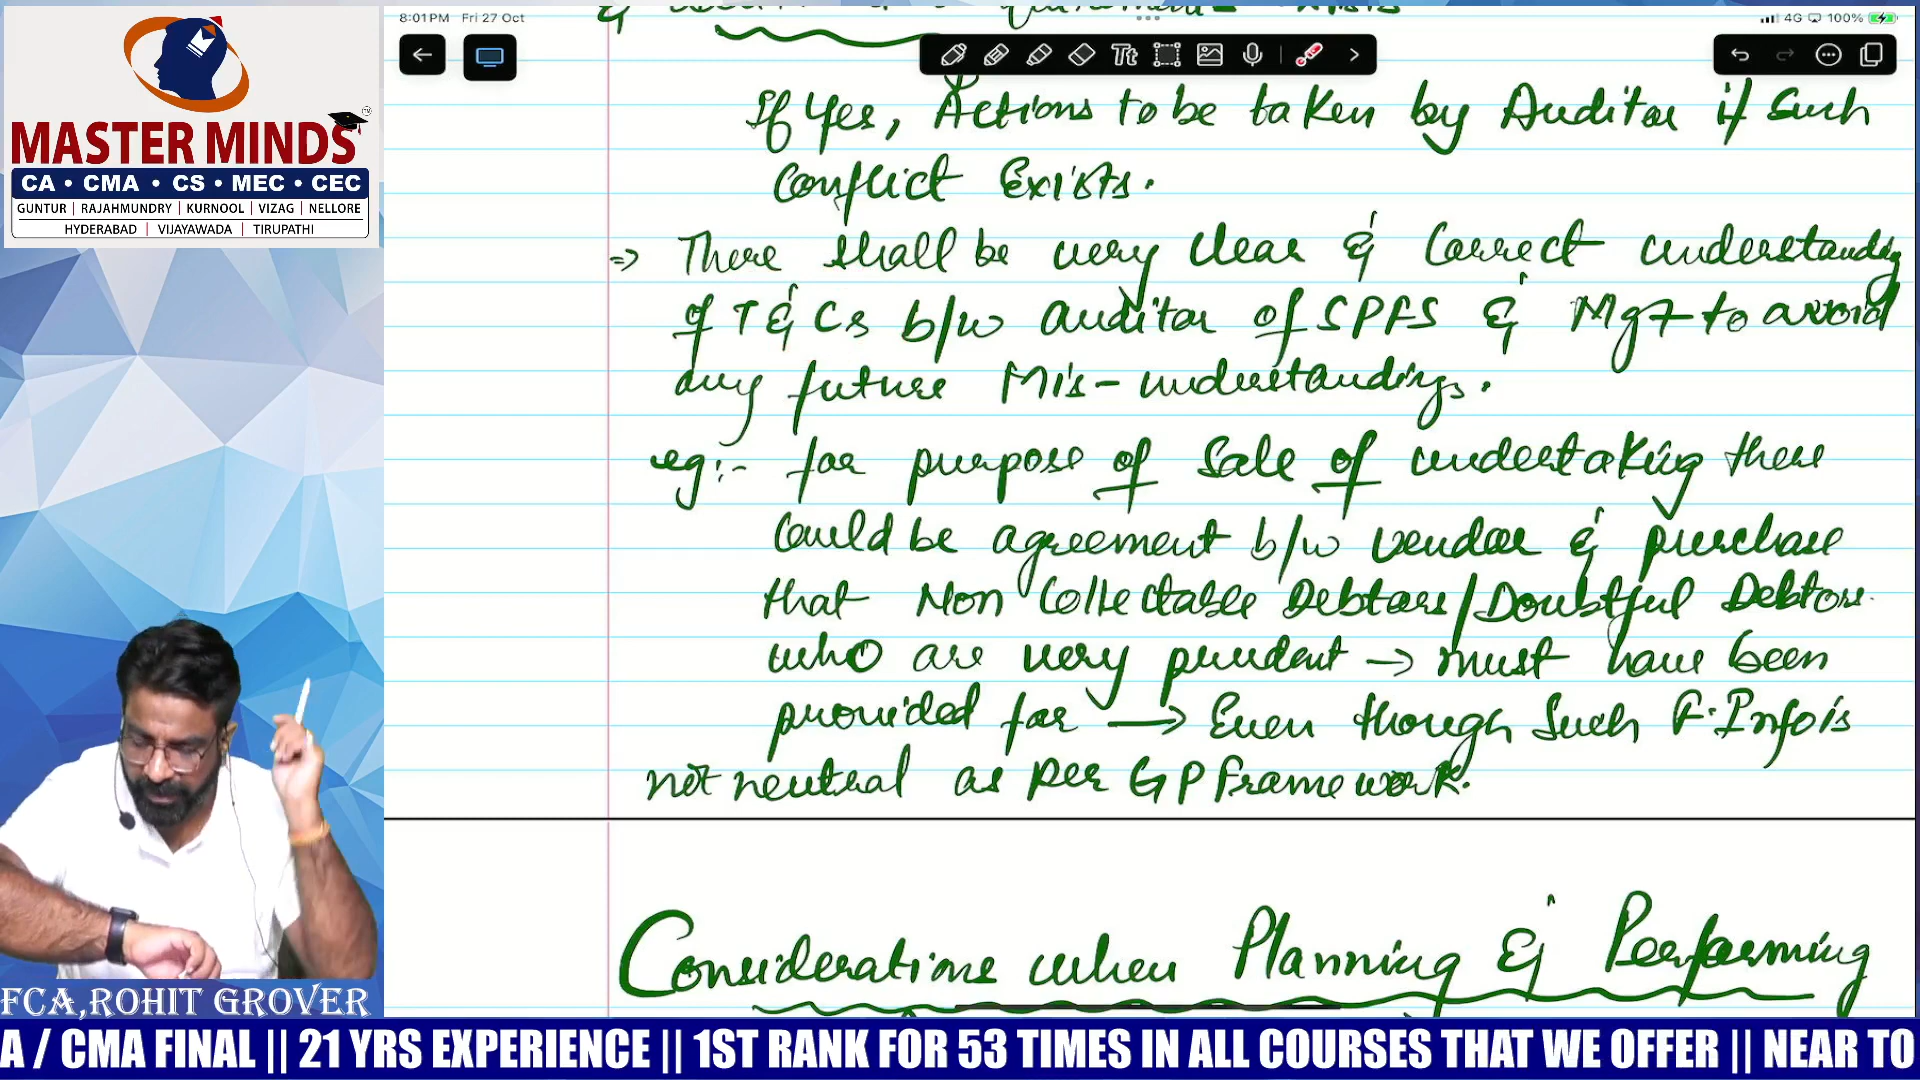 8:01 PM Fri 27 Oct
4G 100%
Tt
If Yes, Actions to be taken by Auditor if such
Conflict Exists.
=> There shall be very clear & Correct understanding
of T & Cs b/w auditor of SPFS & Mgt to avoid
any future Mis-understandings.
eg:- for purpose of Sale of undertaking there
Could be agreement b/w vendor & purchase
that Non Collectable Debtors/Doubtful Debtors.
who are very prudent → must have been
provided for → Even though Such F. Info is
not neutral as per GP Framework.
Considerations when Planning & Performing
MASTER MINDS
CA • CMA • CS • MEC • CEC
GUNTUR | RAJAHMUNDRY | KURNOOL | VIZAG | NELLORE
HYDERABAD | VIJAYAWADA | TIRUPATHI
FCA,ROHIT GROVER
A / CMA FINAL || 21 YRS EXPERIENCE || 1ST RANK FOR 53 TIMES IN ALL COURSES THAT WE OFFER || NEAR TO